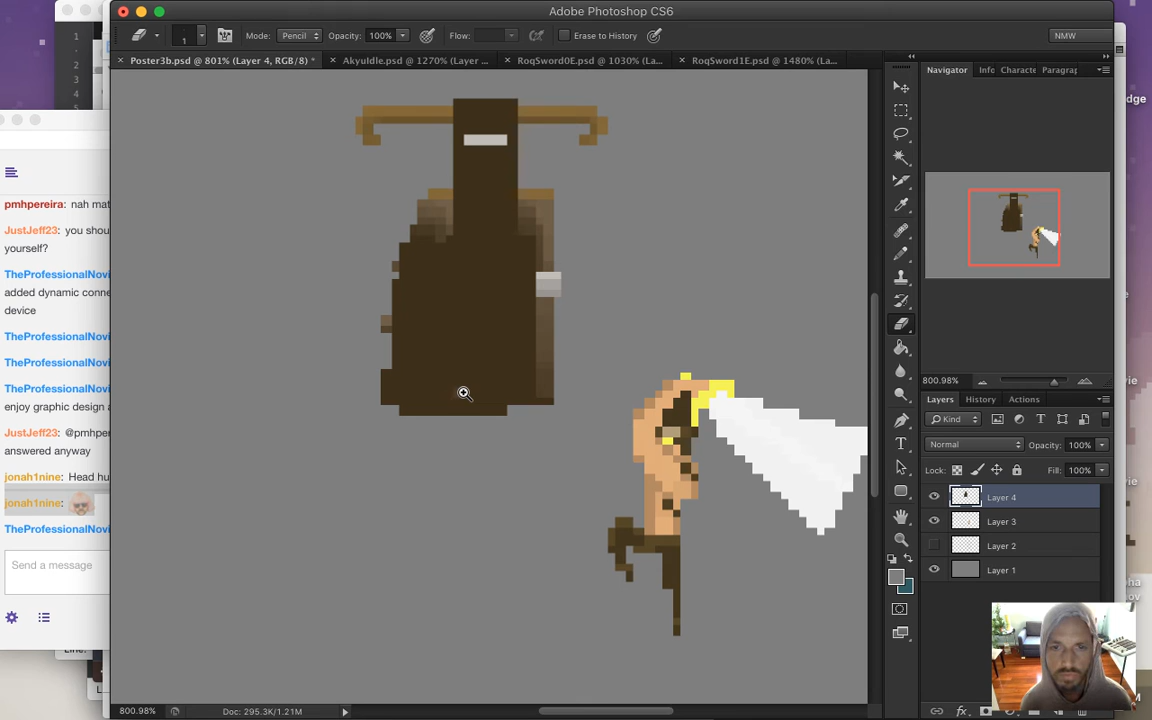 Adobe Photoshop CS6
1
Mode: Pencil
Opacity: 100%
Flow:
Erase to History
NMW
Poster3b.psd @ 801% (Layer 4, RGB/8) *
AkyuIdle.psd @ 1270% (Layer ...
RoqSword0E.psd @ 1030% (La...
RoqSword1E.psd @ 1480% (La...
Navigator
Info
Characte
Paragrap
800.98%
Layers
History
Actions
Kind
Normal
Opacity: 100%
Lock:
Fill: 100%
Layer 4
Layer 3
Layer 2
Layer 1
800.98%
Doc: 295.3K/1.21M
pmhpereira: nah mat
JustJeff23: you shou
yourself?
TheProfessionalNovi
added dynamic conne
device
TheProfessionalNovi
TheProfessionalNovi
TheProfessionalNovi
enjoy graphic design a
JustJeff23: @pmhper
answered anyway
jonah1nine: Head hu
jonah1nine:
TheProfessionalNovi
Send a message